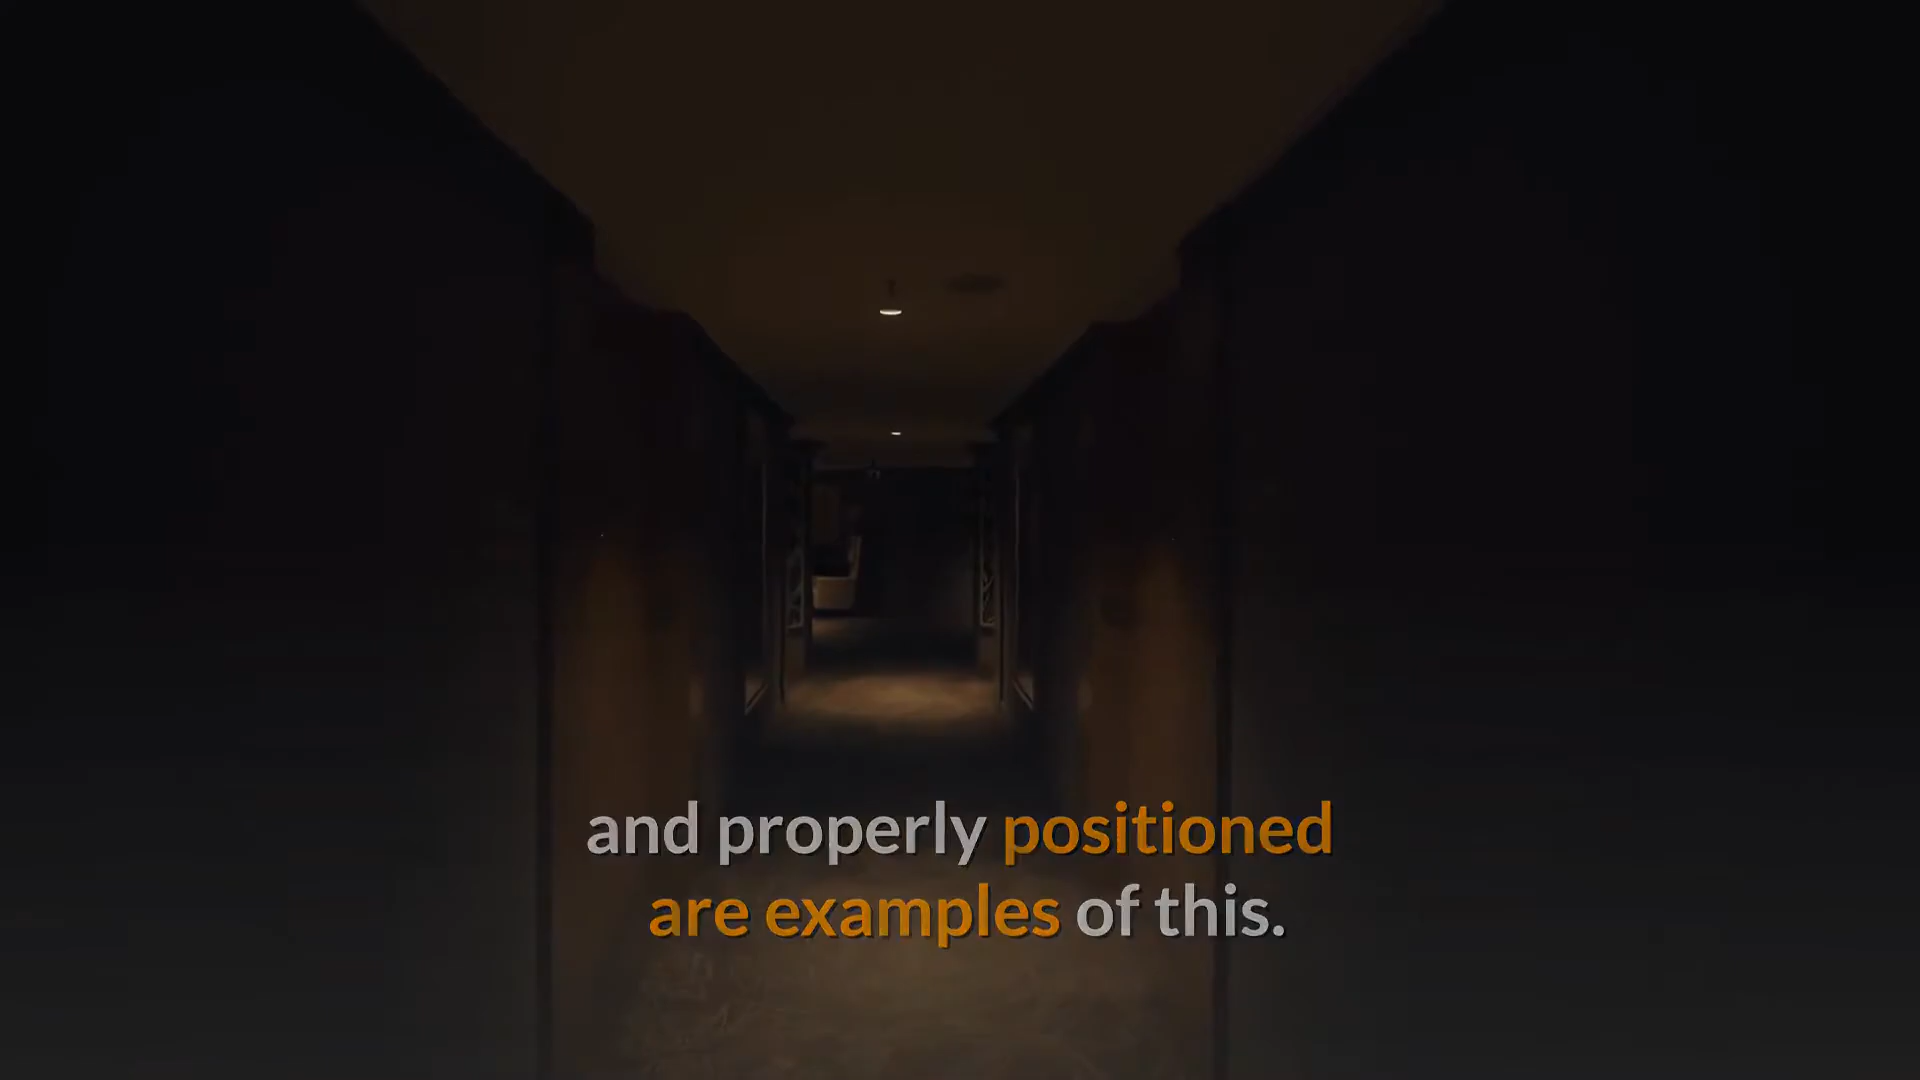 and properly positioned
are examples of this.